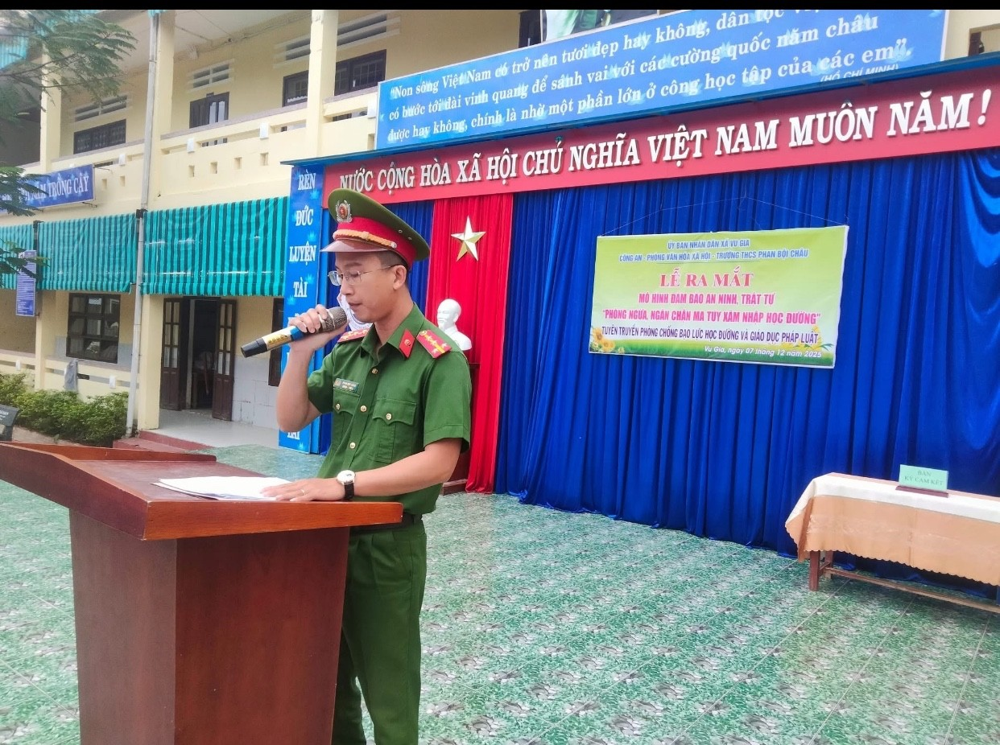 "Non sông Việt Nam có trở nên tươi đẹp hay không, dân tộc
có bước tới đài vinh quang để sánh vai với các cường quốc năm châu
được hay không, chính là nhờ một phần lớn ở công học tập của các em".
(HỒ CHÍ MINH)
NƯỚC CỘNG HÒA XÃ HỘI CHỦ NGHĨA VIỆT NAM MUÔN NĂM!
TRỒNG CÂY
RÈN
ĐỨC
LUYỆN
TÀI
ỦY BAN NHÂN DÂN XÃ VU GIA
CÔNG AN - PHÒNG VĂN HÓA XÃ HỘI - TRƯỜNG THCS PHAN BỘI CHÂU
LỄ RA MẮT
MÔ HÌNH ĐẢM BẢO AN NINH, TRẬT TỰ
"PHÒNG NGỪA, NGĂN CHẶN MA TÚY XÂM NHẬP HỌC ĐƯỜNG"
TUYÊN TRUYỀN PHÒNG CHỐNG BẠO LỰC HỌC ĐƯỜNG VÀ GIÁO DỤC PHÁP LUẬT
Vu Gia, ngày 07 tháng 12 năm 2025
BÀN
KÝ CAM KẾT